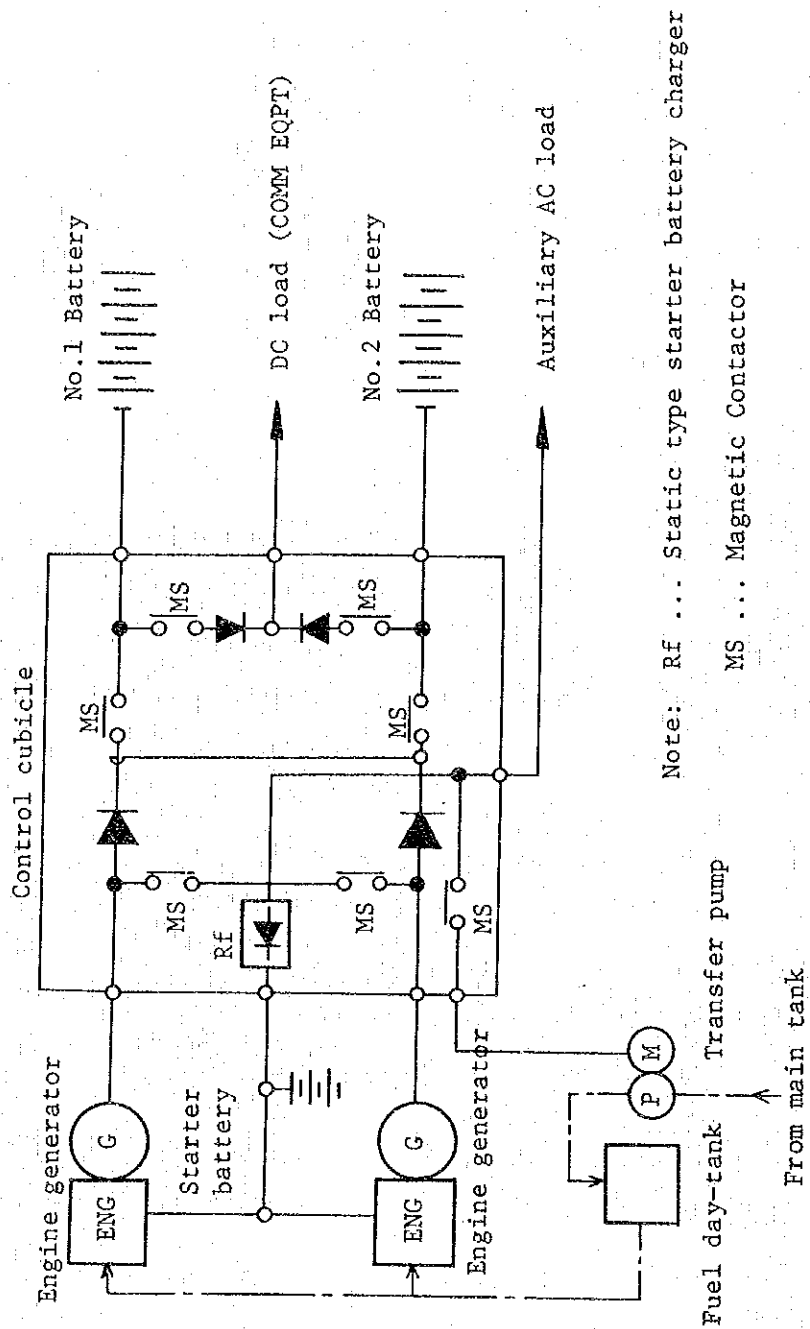 Control cubicle
Engine generator
ENG
G
Starter
battery
Engine generator
ENG
G
Rf
MS
MS
MS
MS
MS
MS
MS
No.1 Battery
DC load (COMM EQPT)
No.2 Battery
Auxiliary AC load
Fuel day-tank
Transfer pump
P
M
From main tank
Note: Rf ... Static type starter battery charger
MS ... Magnetic Contactor